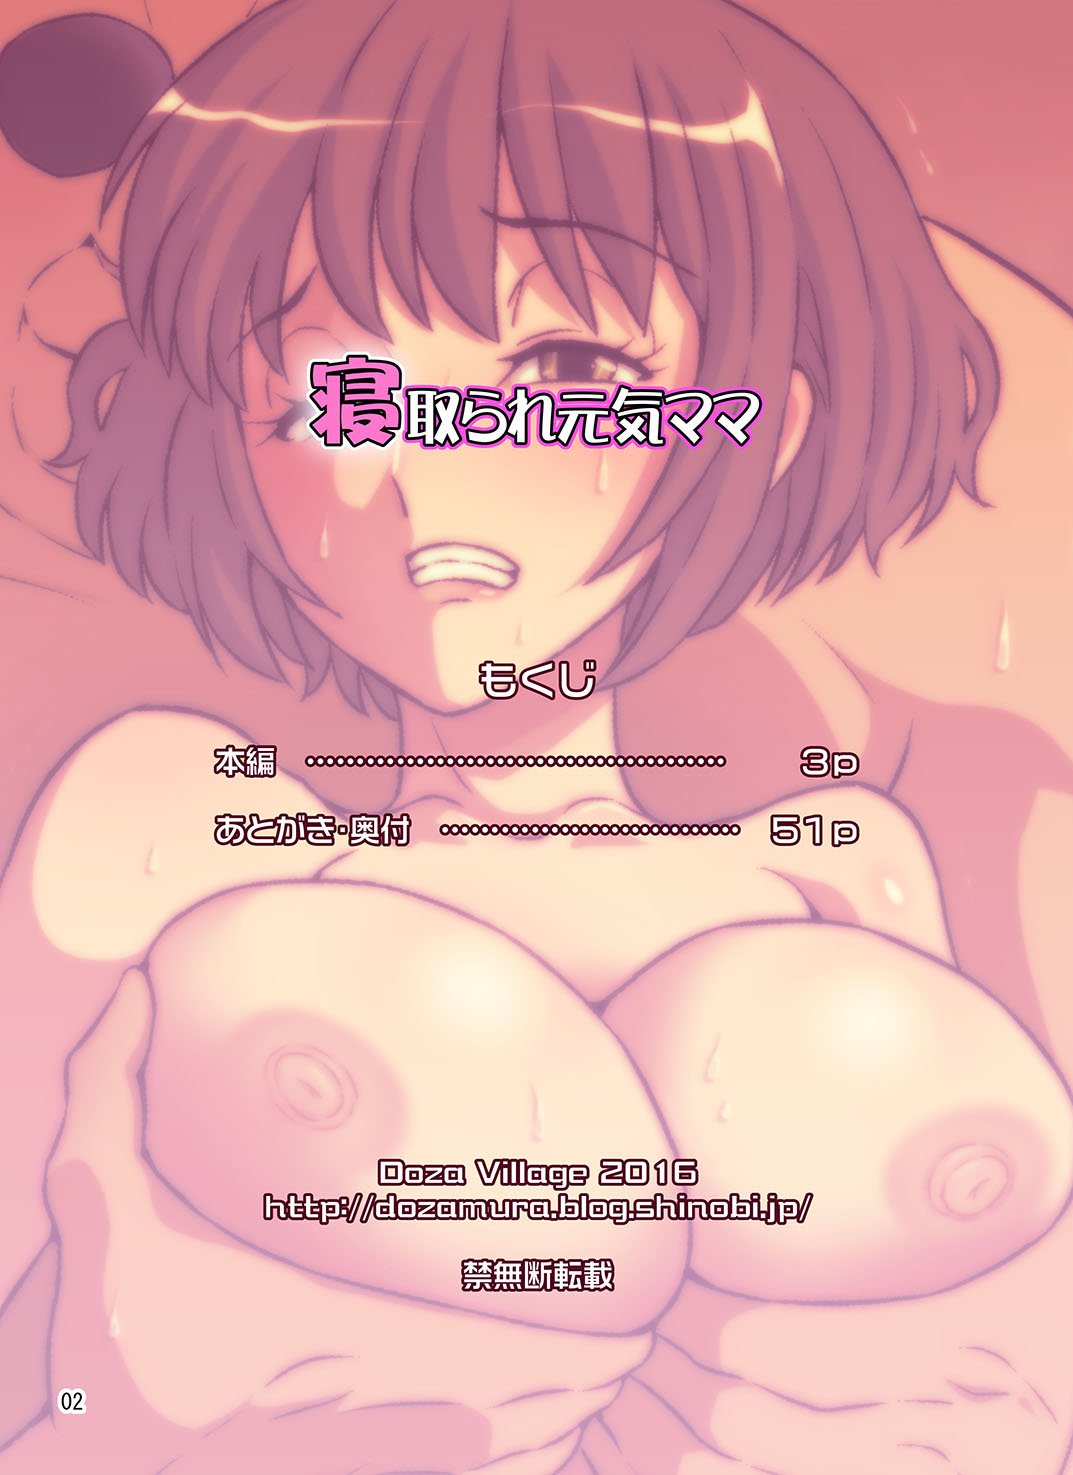 寝取られ元気ママ
もくじ
本編 ………………………………… 3p
あとがき・奥付 ……………………… 51p
Doza Village 2016
http://dozamura.blog.shinobi.jp/
禁無断転載
02